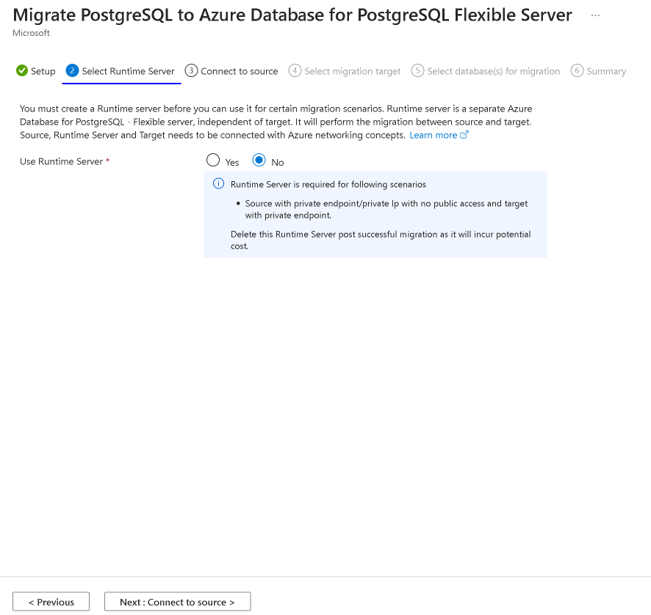 Migrate PostgreSQL to Azure Database for PostgreSQL Flexible Server ...
Microsoft
Setup 2 Select Runtime Server 3 Connect to source 4 Select migration target 5 Select database(s) for migration 6 Summary
You must create a Runtime server before you can use it for certain migration scenarios. Runtime server is a separate Azure
Database for PostgreSQL - Flexible server, independent of target. It will perform the migration between source and target.
Source, Runtime Server and Target needs to be connected with Azure networking concepts. Learn more
Use Runtime Server * Yes No
Runtime Server is required for following scenarios
• Source with private endpoint/private Ip with no public access and target
with private endpoint.
Delete this Runtime Server post successful migration as it will incur potential
cost.
< Previous Next : Connect to source >